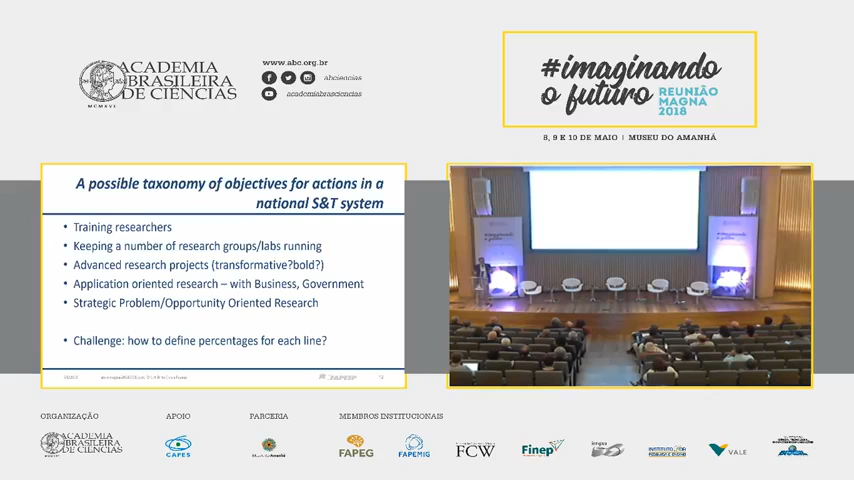 ACADEMIA
BRASILEIRA
DE CIÊNCIAS
MCMXVI
www.abc.org.br
abciencias
academiabrasciencias
#imaginando
o futuro
REUNIÃO
MAGNA
2018
8, 9 E 10 DE MAIO | MUSEU DO AMANHÃ
A possible taxonomy of objectives for actions in a
national S&T system
• Training researchers
• Keeping a number of research groups/labs running
• Advanced research projects (transformative?bold?)
• Application oriented research – with Business, Government
• Strategic Problem/Opportunity Oriented Research
• Challenge: how to define percentages for each line?
ORGANIZAÇÃO
APOIO
PARCERIA
MEMBROS INSTITUCIONAIS
ACADEMIA
BRASILEIRA
DE CIÊNCIAS
CAPES
FAPEG
FAPEMIG
FCW
Finep
VALE